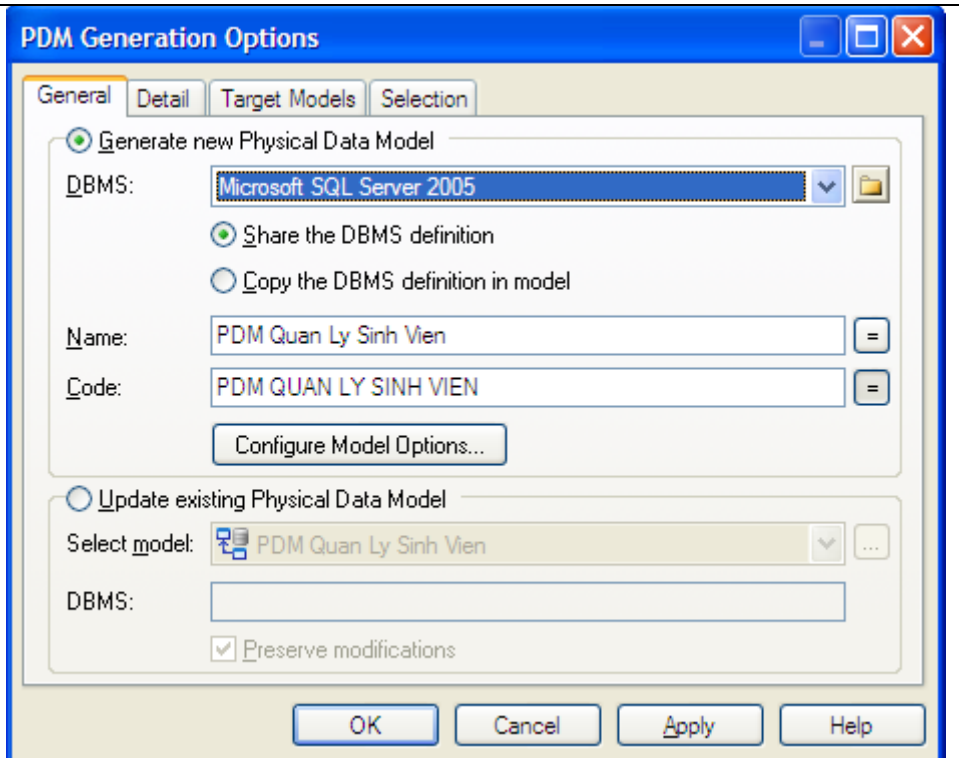 PDM Generation Options
General Detail Target Models Selection
Generate new Physical Data Model
DBMS: Microsoft SQL Server 2005
Share the DBMS definition
Copy the DBMS definition in model
Name: PDM Quan Ly Sinh Vien =
Code: PDM QUAN LY SINH VIEN =
Configure Model Options...
Update existing Physical Data Model
Select model: PDM Quan Ly Sinh Vien ...
DBMS:
Preserve modifications
OK Cancel Apply Help